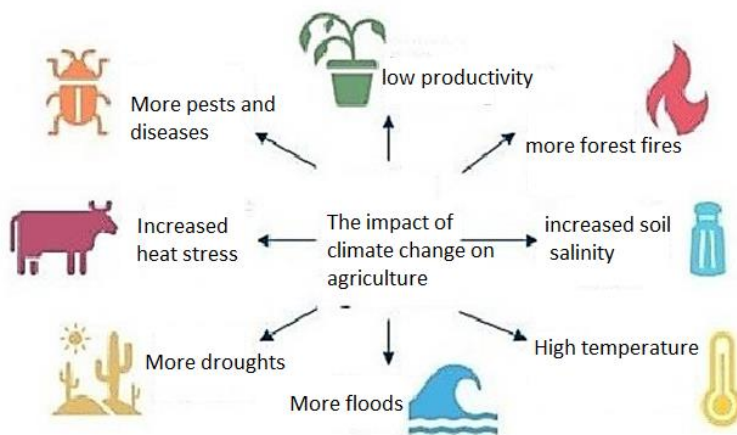 low productivity
More pests and
diseases
more forest fires
Increased
heat stress
The impact of
climate change on
agriculture
increased soil
salinity
More droughts
High temperature
More floods